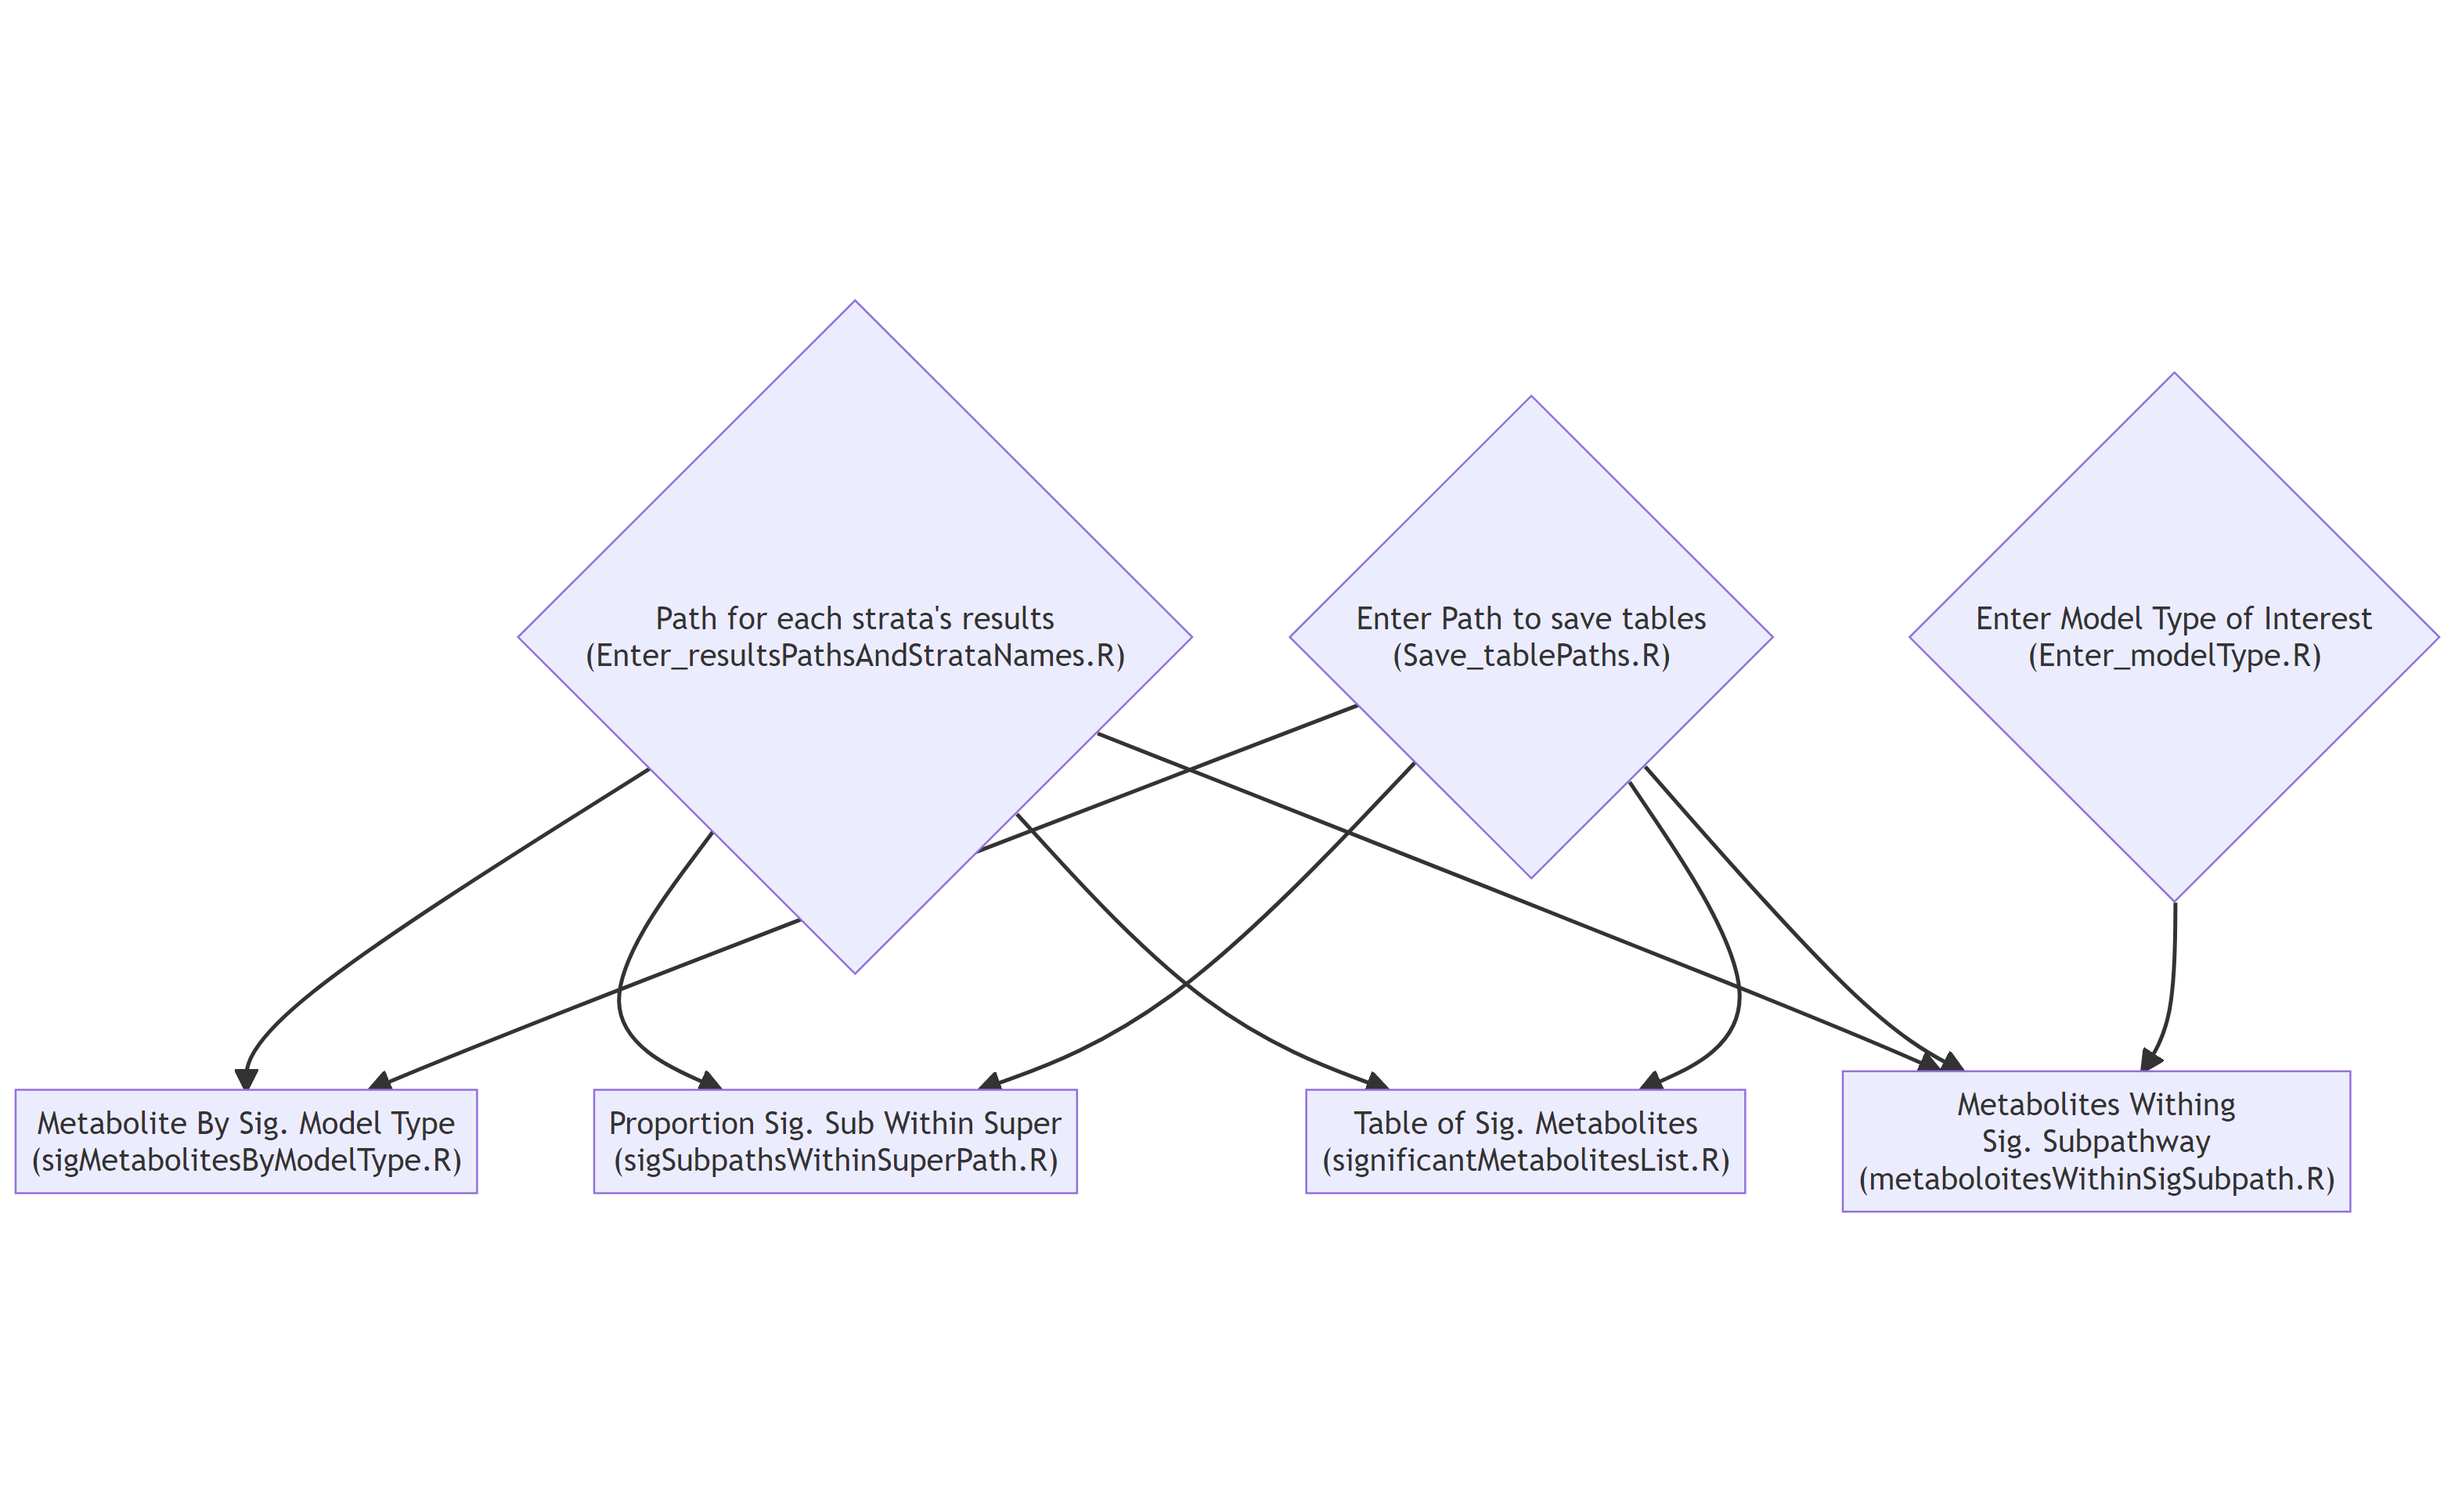 Path for each strata's results
(Enter_resultsPathsAndStrataNames.R)
Enter Path to save tables
(Save_tablePaths.R)
Enter Model Type of Interest
(Enter_modelType.R)
Metabolite By Sig. Model Type
(sigMetabolitesByModelType.R)
Proportion Sig. Sub Within Super
(sigSubpathsWithinSuperPath.R)
Table of Sig. Metabolites
(significantMetabolitesList.R)
Metabolites Withing
Sig. Subpathway
(metaboloitesWithinSigSubpath.R)